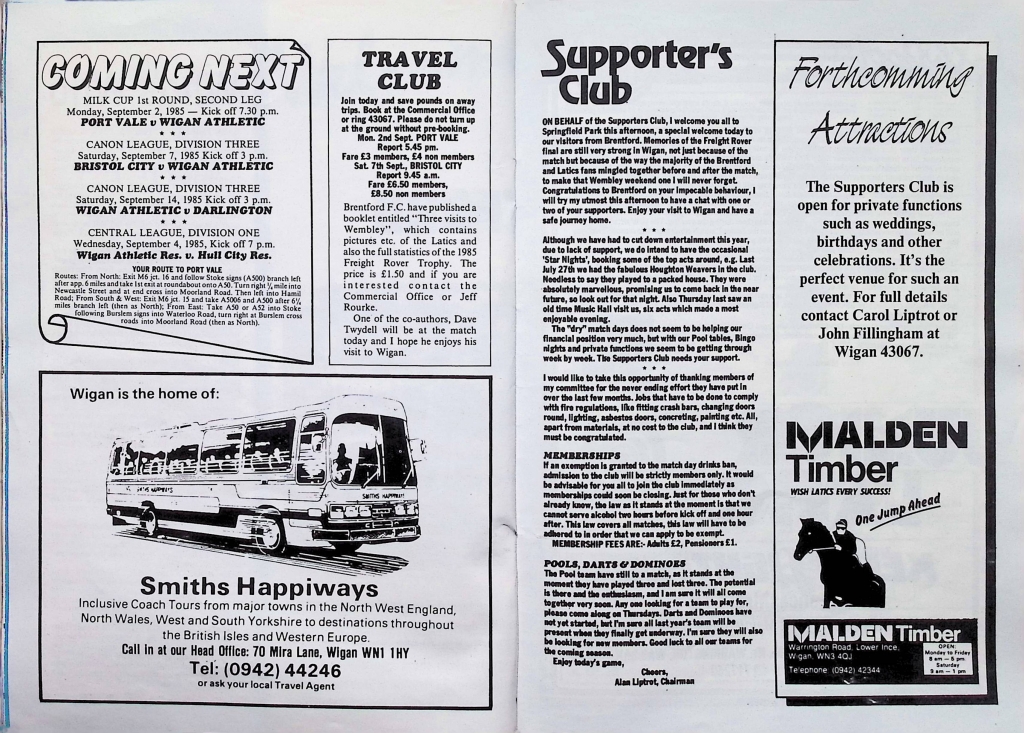 COMING NEXT
MILK CUP 1st ROUND, SECOND LEG
Monday, September 2, 1985 — Kick off 7.30 p.m.
PORT VALE v WIGAN ATHLETIC
* * *
CANON LEAGUE, DIVISION THREE
Saturday, September 7, 1985 Kick off 3 p.m.
BRISTOL CITY v WIGAN ATHLETIC
* * *
CANON LEAGUE, DIVISION THREE
Saturday, September 14, 1985 Kick off 3 p.m.
WIGAN ATHLETIC v DARLINGTON
* * *
CENTRAL LEAGUE, DIVISION ONE
Wednesday, September 4, 1985, Kick off 7 p.m.
Wigan Athletic Res. v. Hull City Res.
YOUR ROUTE TO PORT VALE
Routes: From North: Exit M6 jct. 16 and follow Stoke signs (A500) branch left
after app. 6 miles and take 1st exit at roundabout onto A50. Turn right ¾ mile into
Newcastle Street and at end cross into Moorland Road. Then left into Hamil
Road; From South & West: Exit M6 jct. 15 and take A5006 and A500 after 6¼
miles branch left (then as North); From East: Take A50 or A52 into Stoke
following Burslem signs into Waterloo Road, turn right at Burslem cross
roads into Moorland Road (then as North).
TRAVEL
CLUB
Join today and save pounds on away
trips. Book at the Commercial Office
or ring 43067. Please do not turn up
at the ground without pre-booking.
Mon. 2nd Sept. PORT VALE
Report 5.45 pm.
Fare £3 members, £4 non members
Sat. 7th Sept., BRISTOL CITY
Report 9.45 a.m.
Fare £6.50 members,
£8.50 non members
Brentford F.C. have published a
booklet entitled "Three visits to
Wembley", which contains
pictures etc. of the Latics and
also the full statistics of the 1985
Freight Rover Trophy. The
price is £1.50 and if you are
interested contact the
Commercial Office or Jeff
Rourke.
One of the co-authors, Dave
Twydell will be at the match
today and I hope he enjoys his
visit to Wigan.
Wigan is the home of:
SMITHS HAPPIWAYS
SMITHS HAPPIWAYS
Smiths Happiways
Inclusive Coach Tours from major towns in the North West England,
North Wales, West and South Yorkshire to destinations throughout
the British Isles and Western Europe.
Call in at our Head Office: 70 Mira Lane, Wigan WN1 1HY
Tel: (0942) 44246
or ask your local Travel Agent
Supporter's
Club
ON BEHALF of the Supporters Club, I welcome you all to
Springfield Park this afternoon, a special welcome today to
our visitors from Brentford. Memories of the Freight Rover
final are still very strong in Wigan, not just because of the
match but because of the way the majority of the Brentford
and Latics fans mingled together before and after the match,
to make that Wembley weekend one I will never forget.
Congratulations to Brentford on your impecable behaviour, I
will try my utmost this afternoon to have a chat with one or
two of your supporters. Enjoy your visit to Wigan and have a
safe journey home.
* * *
Although we have had to cut down entertainment this year,
due to lack of support, we do intend to have the occasional
'Star Nights', booking some of the top acts around, e.g. Last
July 27th we had the fabulous Houghton Weavers in the club.
Needless to say they played to a packed house. They were
absolutely marvellous, promising us to come back in the near
future, so look out for that night. Also Thursday last saw an
old time Music Hall visit us, six acts which made a most
enjoyable evening.
The "dry" match days does not seem to be helping our
financial position very much, but with our Pool tables, Bingo
nights and private functions we seem to be getting through
week by week. The Supporters Club needs your support.
* * *
I would like to take this opportunity of thanking members of
my committee for the never ending effort they have put in
over the last few months. Jobs that have to be done to comply
with fire regulations, like fitting crash bars, changing doors
round, lighting, asbestos doors, concreting, painting etc. All,
apart from materials, at no cost to the club, and I think they
must be congratulated.
MEMBERSHIPS
If an exemption is granted to the match day drinks ban,
admission to the club will be strictly members only. It would
be advisable for you all to join the club immediately as
memberships could soon be closing. Just for those who don't
already know, the law as it stands at the moment is that we
cannot serve alcohol two hours before kick off and one hour
after. This law covers all matches, this law will have to be
adhered to in order that we can apply to be exempt.
MEMBERSHIP FEES ARE:- Adults £2, Pensioners £1.
POOLS, DARTS & DOMINOES
The Pool team have still to a match, as it stands at the
moment they have played three and lost three. The potential
is there and the enthusiasm, and I am sure it will all come
together very soon. Any one looking for a team to play for,
please come along on Thursdays. Darts and Dominoes have
not yet started, but I'm sure all last year's team will be
present when they finally get underway. I'm sure they will also
be looking for new members. Good luck to all our teams for
the coming season.
Enjoy today's game,
Cheers,
Alan Liptrot, Chairman
Forthcomming
Attractions
The Supporters Club is
open for private functions
such as weddings,
birthdays and other
celebrations. It's the
perfect venue for such an
event. For full details
contact Carol Liptrot or
John Fillingham at
Wigan 43067.
MALDEN
Timber
WISH LATICS EVERY SUCCESS!
One Jump Ahead
MALDEN Timber
Warrington Road, Lower Ince,
Wigan, WN3 4QJ
Telephone (0942) 42344
OPEN:
Monday to Friday
8 am — 5 pm
Saturday
9 am — 1 pm